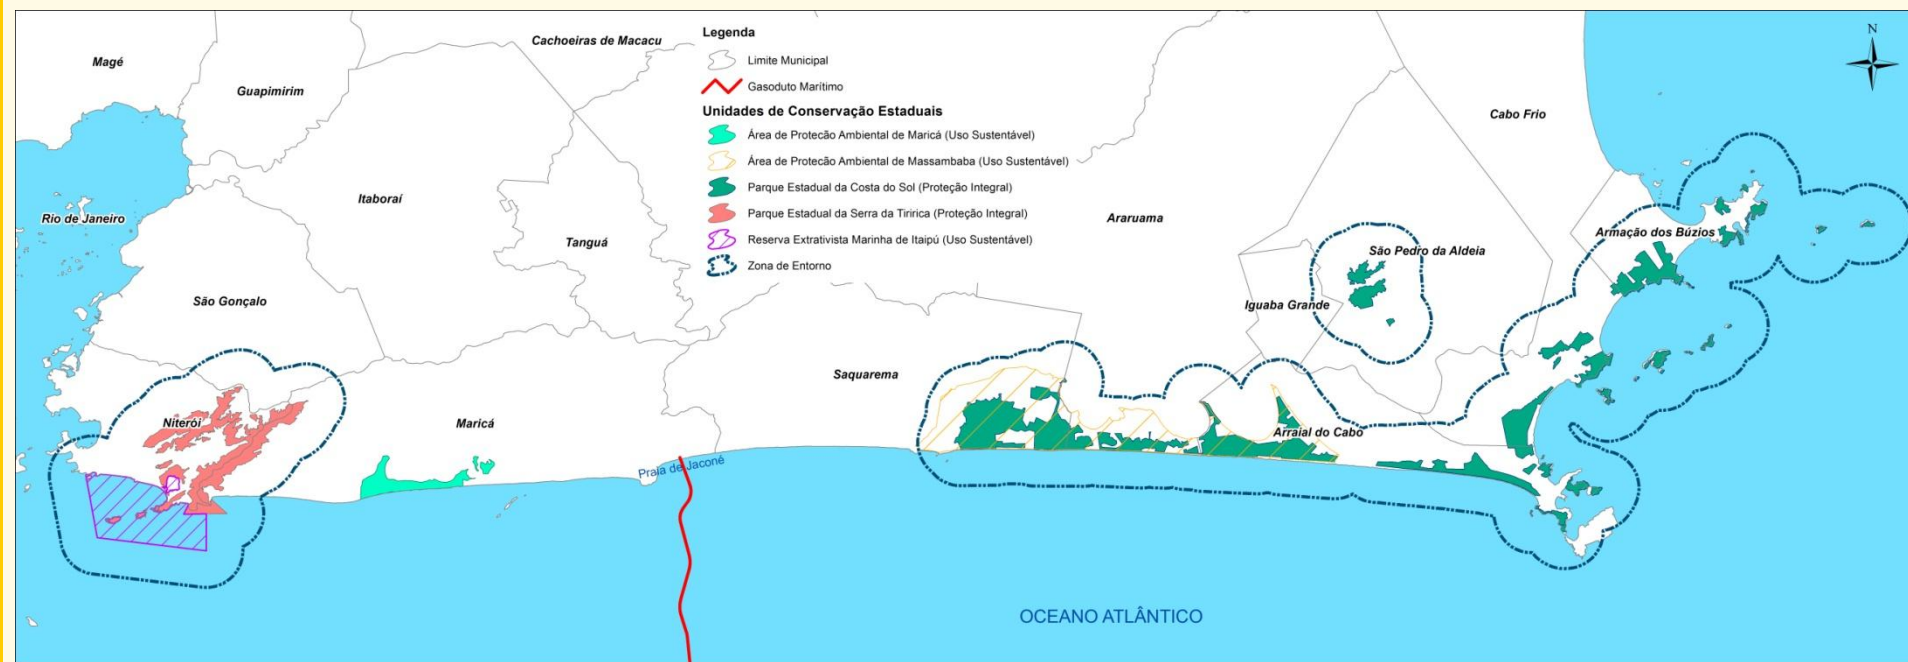 Legenda
Limite Municipal
Gasoduto Marítimo
Unidades de Conservação Estaduais
Área de Protecão Ambiental de Maricá (Uso Sustentável)
Área de Protecão Ambiental de Massambaba (Uso Sustentável)
Parque Estadual da Costa do Sol (Proteção Integral)
Parque Estadual da Serra da Tiririca (Proteção Integral)
Reserva Extrativista Marinha de Itaipú (Uso Sustentável)
Zona de Entorno
N
Magé
Guapimirim
Cachoeiras de Macacu
Cabo Frio
Itaboraí
Rio de Janeiro
Tanguá
Araruama
Armação dos Búzios
São Pedro da Aldeia
São Gonçalo
Iguaba Grande
Saquarema
Niterói
Maricá
Arraial do Cabo
Praia de Jaconé
OCEANO ATLÂNTICO